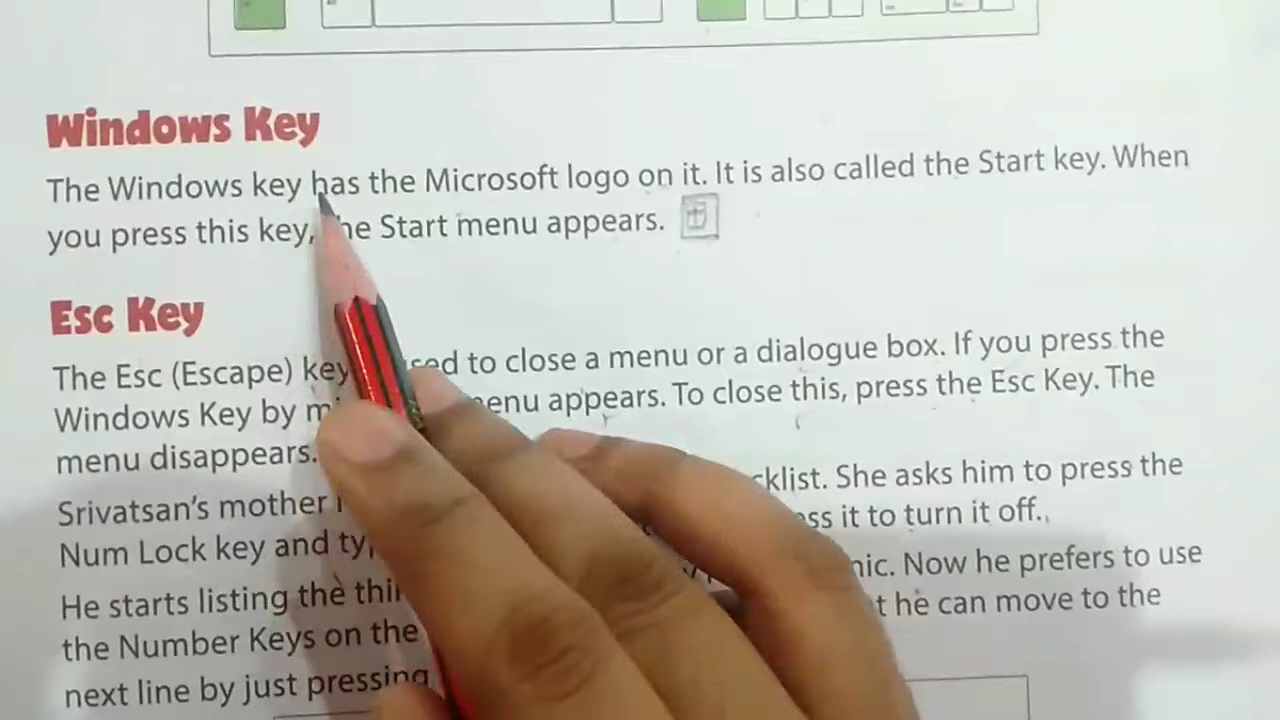 Windows Key
The Windows key has the Microsoft logo on it. It is also called the Start key. When
you press this key, he Start menu appears.
Esc Key
The Esc (Escape) key sed to close a menu or a dialogue box. If you press the
Windows Key by enu appears. To close this, press the Esc Key. The
menu disappears.
Srivatsan's mother cklist. She asks him to press the
Num Lock key and ss it to turn it off.
He starts listing the nic. Now he prefers to use
the Number Keys on the t he can move to the
next line by just pressing